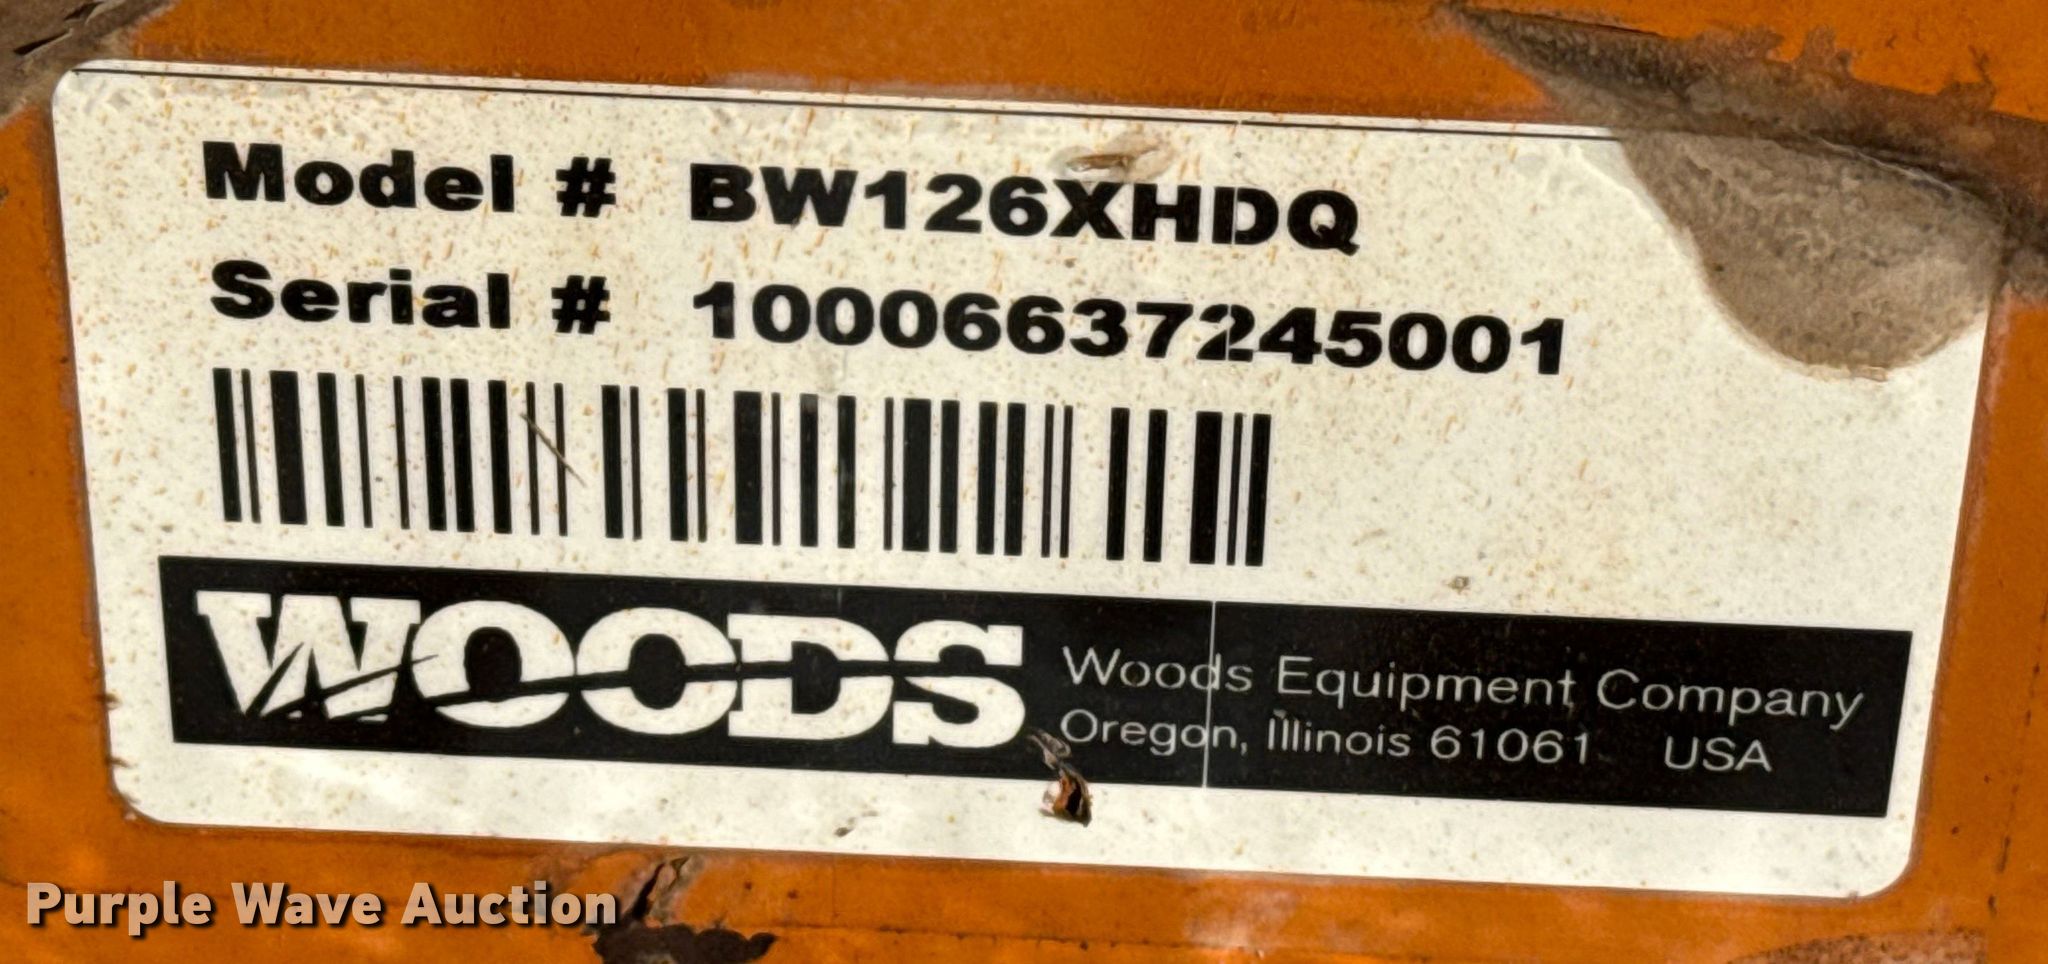 Model # BW126XHDQ
Serial # 10006637245001
WOODS
Woods Equipment Company
Oregon, Illinois 61061 USA
Purple Wave Auction